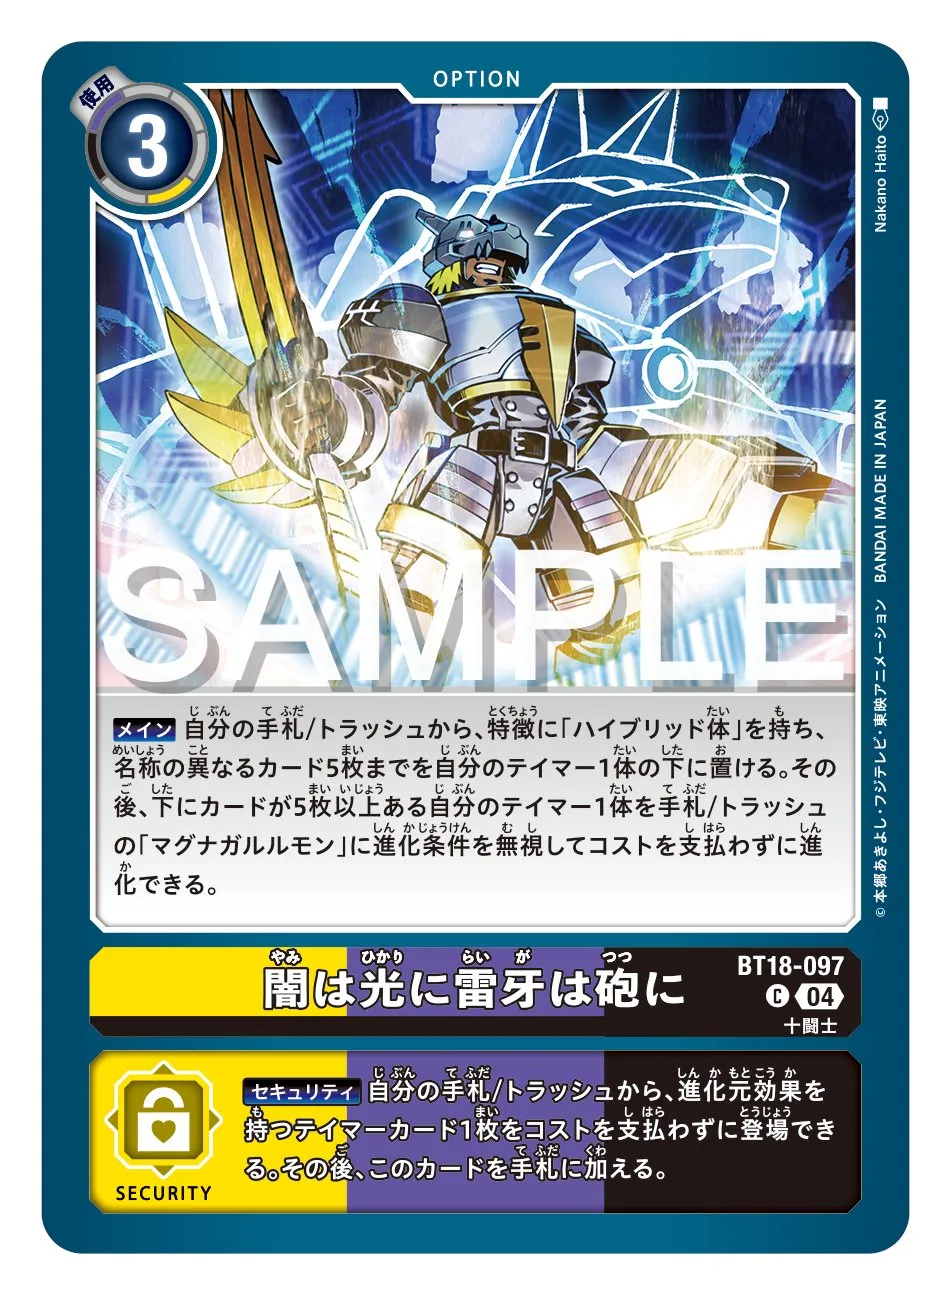 OPTION
使用
3
Nakano Haito
SAMPLE
メイン 自分の手札/トラッシュから、特徴に「ハイブリッド体」を持ち、
名称の異なるカード5枚までを自分のテイマー1体の下に置ける。その
後、下にカードが5枚以上ある自分のテイマー1体を手札/トラッシュ
の「マグナガルルモン」に進化条件を無視してコストを支払わずに進
化できる。
©本郷あきよし・フジテレビ・東映アニメーション BANDAI MADE IN JAPAN
闇は光に雷牙は砲に
BT18-097
C 04
十闘士
セキュリティ 自分の手札/トラッシュから、進化元効果を
持つテイマーカード1枚をコストを支払わずに登場でき
る。その後、このカードを手札に加える。
SECURITY